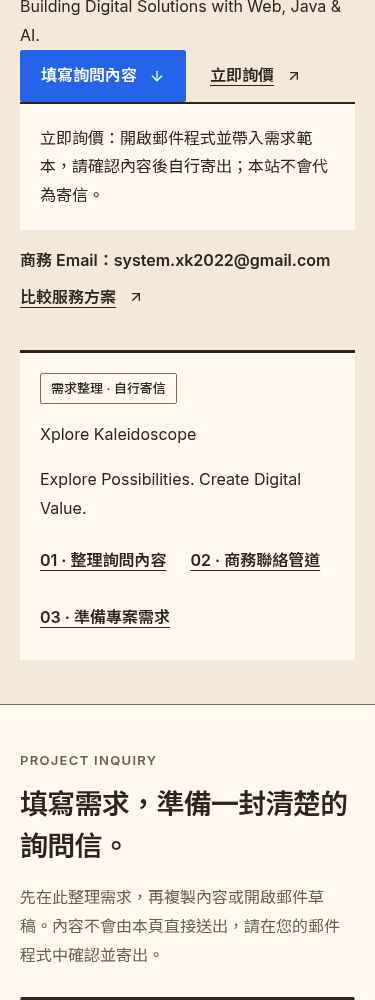 Building Digital Solutions with Web, Java &
AI.
填寫詢問內容 ↓
立即詢價 ↗
立即詢價：開啟郵件程式並帶入需求範
本，請確認內容後自行寄出；本站不會代
為寄信。
商務 Email：system.xk2022@gmail.com
比較服務方案 ↗
需求整理 · 自行寄信
Xplore Kaleidoscope
Explore Possibilities. Create Digital
Value.
01 · 整理詢問內容
02 · 商務聯絡管道
03 · 準備專案需求
PROJECT INQUIRY
填寫需求，準備一封清楚的
詢問信。
先在此整理需求，再複製內容或開啟郵件草
稿。內容不會由本頁直接送出，請在您的郵件
程式中確認並寄出。